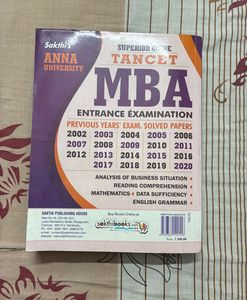 Sakthi's
ANNA
UNIVERSITY
SUPERIOR GUIDE
TANCET
MBA
ENTRANCE EXAMINATION
PREVIOUS YEARS' EXAM. SOLVED PAPERS
2002 2003 2004 2005 2006
2007 2008 2009 2010 2011
2012 2013 2014 2015 2016
2017 2018 2019 2020
ANALYSIS OF BUSINESS SITUATION
READING COMPREHENSION
MATHEMATICS DATA SUFFICIENCY
ENGLISH GRAMMAR
SAKTHI PUBLISHING HOUSE
Buy Books Online at
sakthibooks